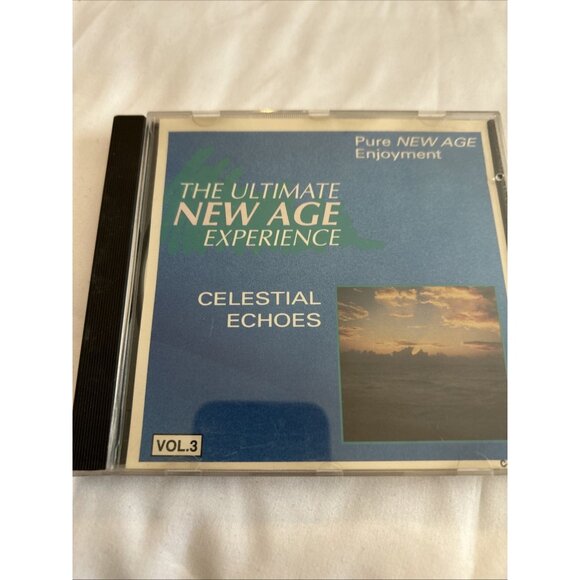 Pure NEW AGE
Enjoyment
THE ULTIMATE
NEW AGE
EXPERIENCE
CELESTIAL
ECHOES
VOL.3